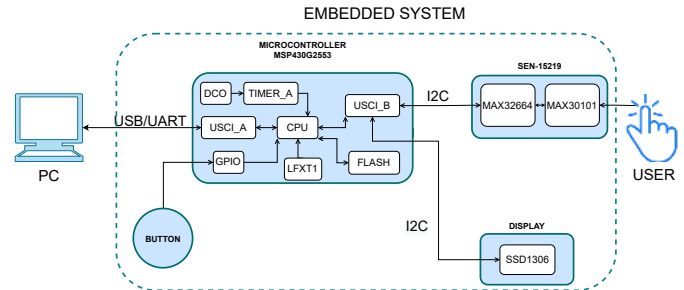 EMBEDDED SYSTEM
MICROCONTROLLER
MSP430G2553
SEN-15219
DCO
TIMER_A
USCI_B
I2C
MAX32664
MAX30101
USB/UART
USCI_A
CPU
GPIO
LFXT1
FLASH
PC
USER
BUTTON
I2C
DISPLAY
SSD1306